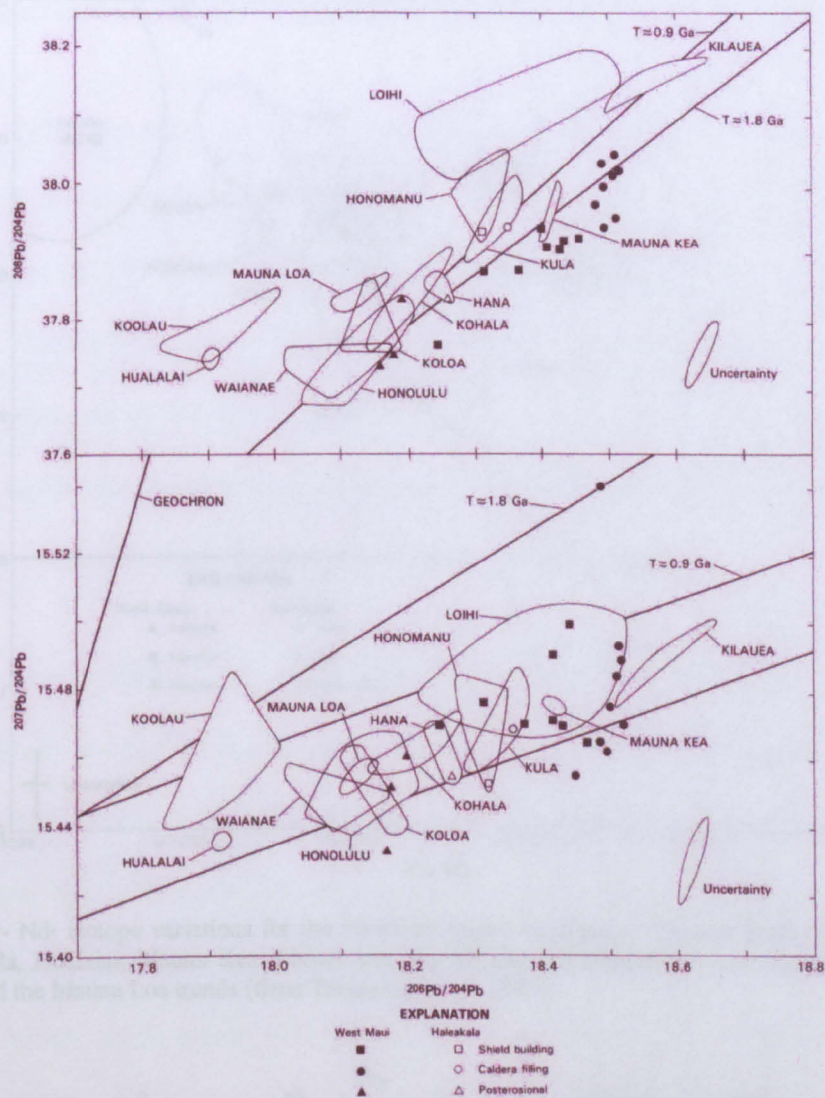 38.2
38.0
37.8
37.6
208Pb/204Pb
T≈0.9 Ga
KILAUEA
LOIHI
T≈1.8 Ga
HONOMANU
MAUNA KEA
MAUNA LOA
KULA
HANA
KOOLAU
KOHALA
HUALALAI
KOLOA
WAIANAE
HONOLULU
Uncertainty
GEOCHRON
T≈1.8 Ga
15.52
T≈0.9 Ga
LOIHI
HONOMANU
KILAUEA
207Pb/204Pb
15.48
KOOLAU
MAUNA LOA
HANA
MAUNA KEA
KULA
WAIANAE
KOHALA
15.44
KOLOA
HUALALAI
HONOLULU
Uncertainty
15.40
17.8
18.0
18.2
18.4
18.6
18.8
206Pb/204Pb
EXPLANATION
West Maui Haleakala
Shield building
Caldera filling
Posterosional